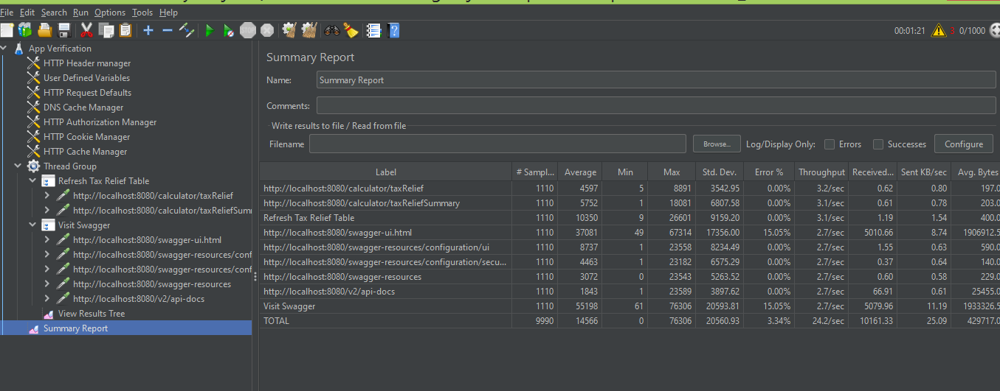 File Edit Search Run Options Tools Help
00:01:21 3 0/1000
App Verification
HTTP Header manager
User Defined Variables
HTTP Request Defaults
DNS Cache Manager
HTTP Authorization Manager
HTTP Cookie Manager
HTTP Cache Manager
Thread Group
Refresh Tax Relief Table
http://localhost:8080/calculator/taxRelief
http://localhost:8080/calculator/taxReliefSumm
Visit Swagger
http://localhost:8080/swagger-ui.html
http://localhost:8080/swagger-resources/conf
http://localhost:8080/swagger-resources/conf
http://localhost:8080/swagger-resources
http://localhost:8080/v2/api-docs
View Results Tree
Summary Report
Summary Report
Name: Summary Report
Comments:
Write results to file / Read from file
Filename Browse... Log/Display Only: Errors Successes Configure
Label # Sampl... Average Min Max Std. Dev. Error % Throughput Received... Sent KB/sec Avg. Bytes
http://localhost:8080/calculator/taxRelief 1110 4597 5 8891 3542.95 0.00% 3.2/sec 0.62 0.80 197.0
http://localhost:8080/calculator/taxReliefSummary 1110 5752 1 18081 6807.58 0.00% 3.1/sec 0.61 0.78 203.0
Refresh Tax Relief Table 1110 10350 9 26601 9159.20 0.00% 3.1/sec 1.19 1.54 400.0
http://localhost:8080/swagger-ui.html 1110 37081 49 67314 17356.00 15.05% 2.7/sec 5010.66 8.74 1906912.5
http://localhost:8080/swagger-resources/configuration/ui 1110 8737 1 23558 8234.49 0.00% 2.7/sec 1.55 0.63 590.0
http://localhost:8080/swagger-resources/configuration/secu... 1110 4463 1 23182 6575.29 0.00% 2.7/sec 0.37 0.64 140.0
http://localhost:8080/swagger-resources 1110 3072 0 23543 5263.52 0.00% 2.7/sec 0.60 0.58 229.0
http://localhost:8080/v2/api-docs 1110 1843 1 23589 3897.62 0.00% 2.7/sec 66.91 0.61 25455.0
Visit Swagger 1110 55198 61 76306 20593.81 15.05% 2.7/sec 5079.96 11.19 1933326.5
TOTAL 9990 14566 0 76306 20560.93 3.34% 24.2/sec 10161.33 25.09 429717.0